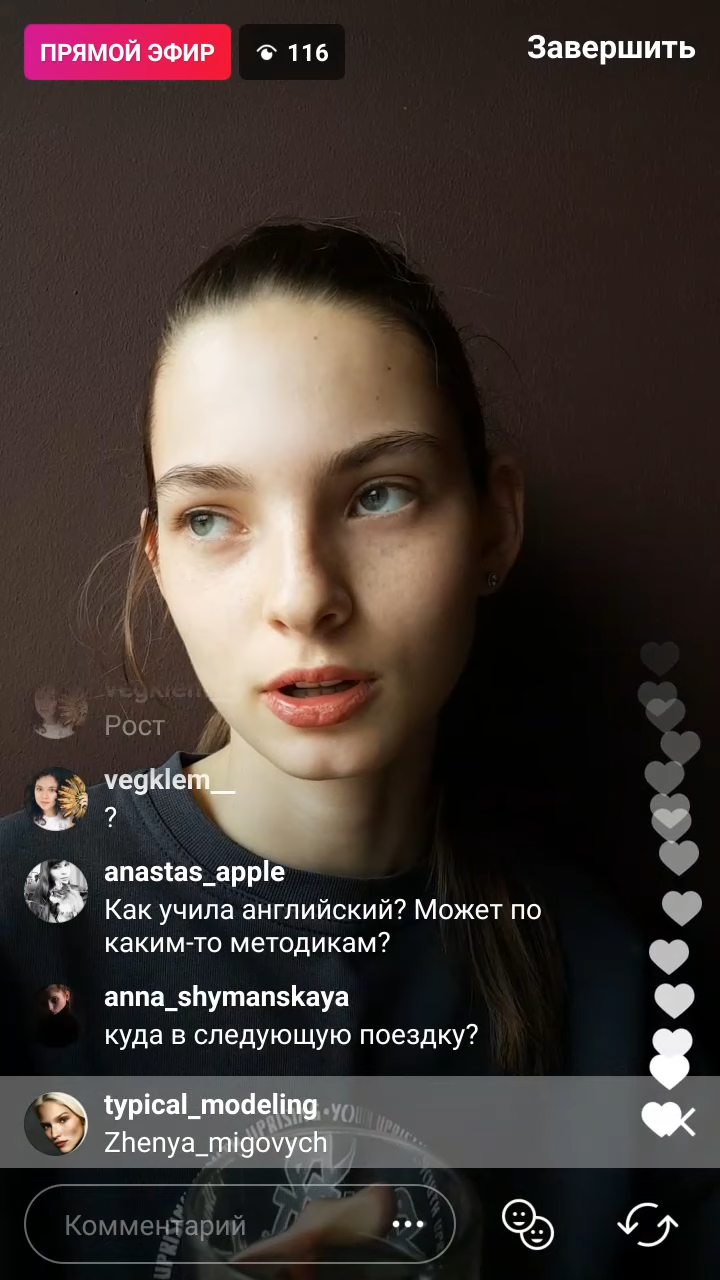 ПРЯМОЙ ЭФИР
116
Завершить
vegklem__
Рост
vegklem__
?
anastas_apple
Как учила английский? Может по
каким-то методикам?
anna_shymanskaya
куда в следующую поездку?
typical_modeling
Zhenya_migovych
Комментарий